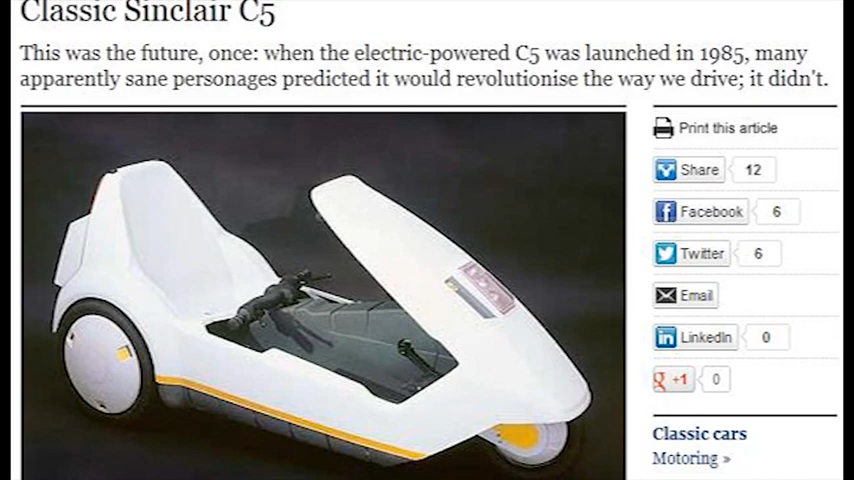 Classic Sinclair C5
This was the future, once: when the electric-powered C5 was launched in 1985, many
apparently sane personages predicted it would revolutionise the way we drive; it didn't.
Print this article
Share 12
Facebook 6
Twitter 6
Email
LinkedIn 0
+1 0
Classic cars
Motoring »